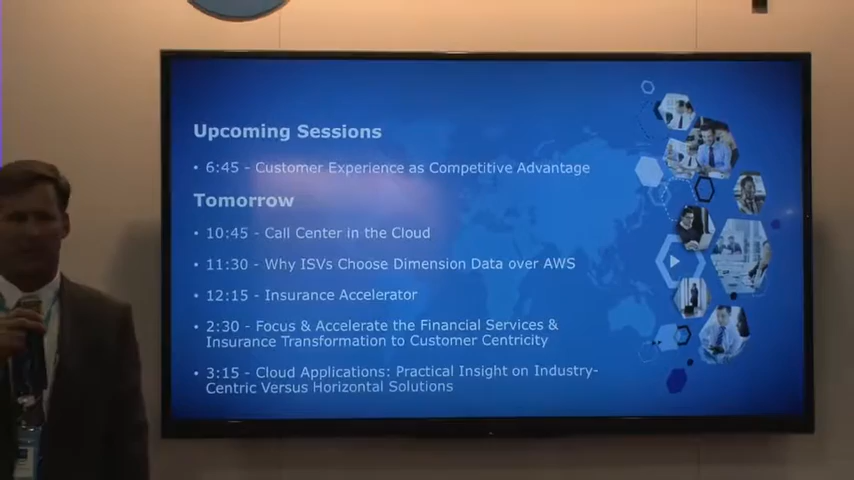 Upcoming Sessions
• 6:45 - Customer Experience as Competitive Advantage
Tomorrow
• 10:45 - Call Center in the Cloud
• 11:30 - Why ISVs Choose Dimension Data over AWS
• 12:15 - Insurance Accelerator
• 2:30 - Focus & Accelerate the Financial Services &
Insurance Transformation to Customer Centricity
• 3:15 - Cloud Applications: Practical Insight on Industry-
Centric Versus Horizontal Solutions